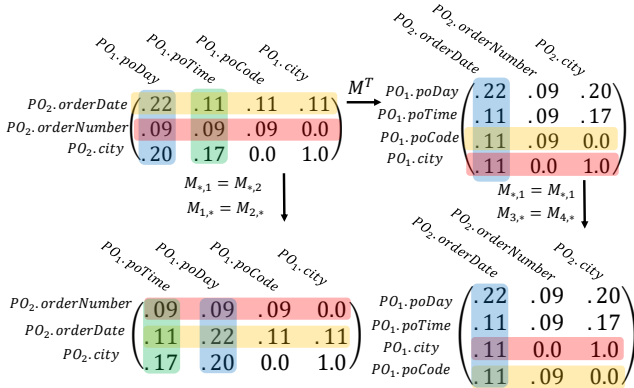 PO₁.poDay PO₁.poTime PO₁.poCode PO₁.city
PO₂.orderDate .22 .11 .11 .11
PO₂.orderNumber .09 .09 .09 0.0
PO₂.city .20 .17 0.0 1.0
Mᵀ
PO₂.orderDate PO₂.orderNumber PO₂.city
PO₁.poDay .22 .09 .20
PO₁.poTime .11 .09 .17
PO₁.poCode .11 .09 0.0
PO₁.city .11 0.0 1.0
M*,1 = M*,2
M1,* = M2,*
M*,1 = M*,1
M3,* = M4,*
PO₁.poTime PO₁.poDay PO₁.poCode PO₁.city
PO₂.orderNumber .09 .09 .09 0.0
PO₂.orderDate .11 .22 .11 .11
PO₂.city .17 .20 0.0 1.0
PO₂.orderDate PO₂.orderNumber PO₂.city
PO₁.poDay .22 .09 .20
PO₁.poTime .11 .09 .17
PO₁.city .11 0.0 1.0
PO₁.poCode .11 .09 0.0